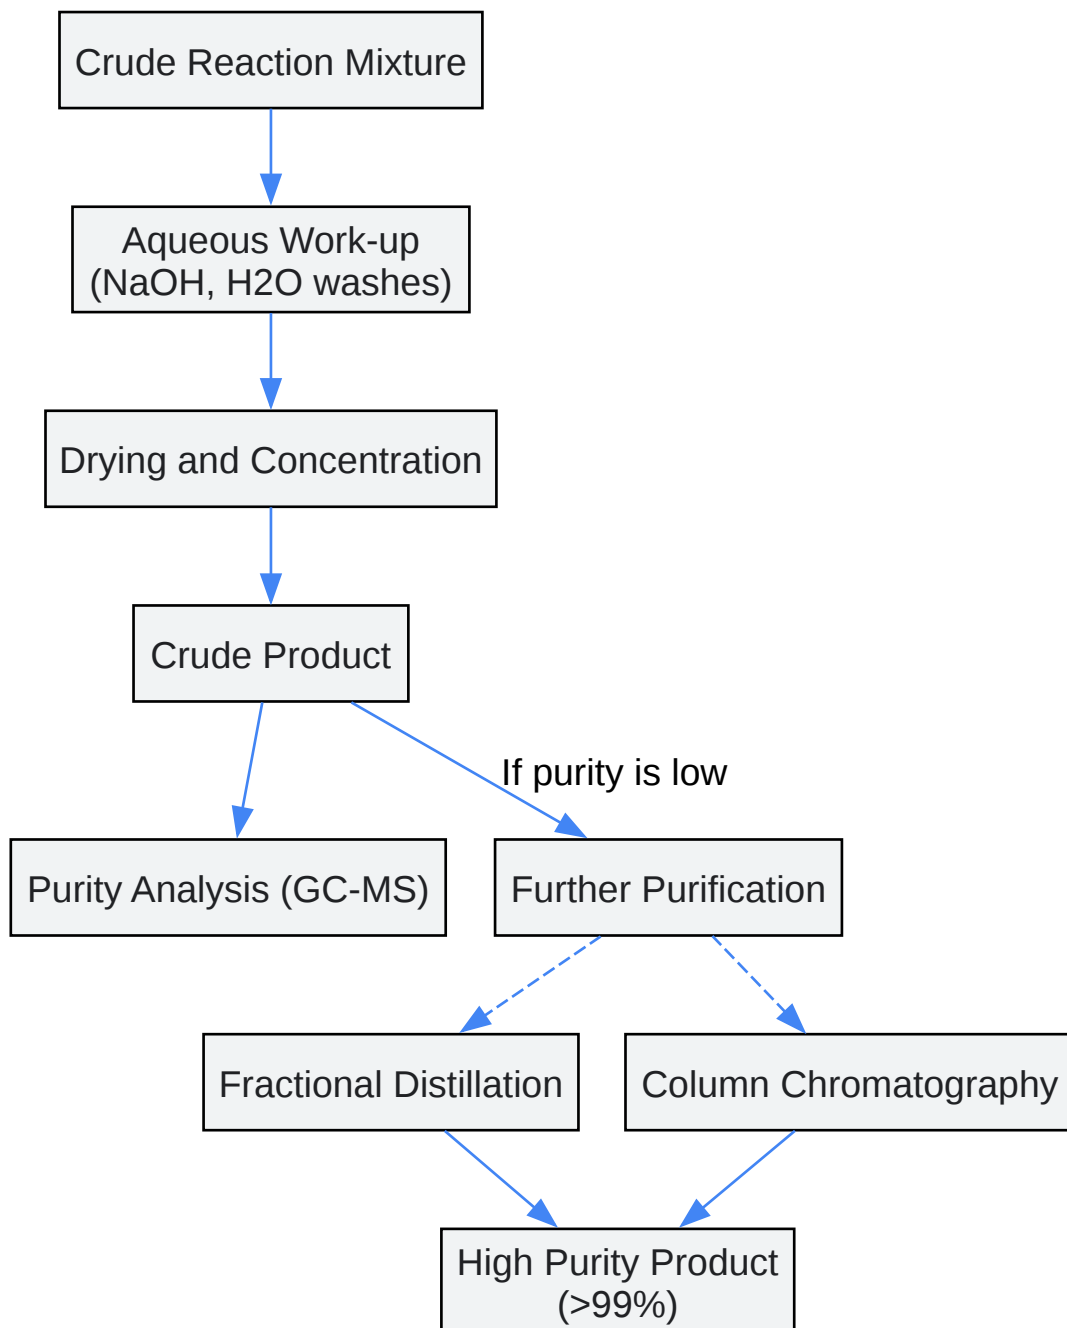 Crude Reaction Mixture
Aqueous Work-up
(NaOH, H2O washes)
Drying and Concentration
Crude Product
If purity is low
Purity Analysis (GC-MS)
Further Purification
Fractional Distillation
Column Chromatography
High Purity Product
(>99%)